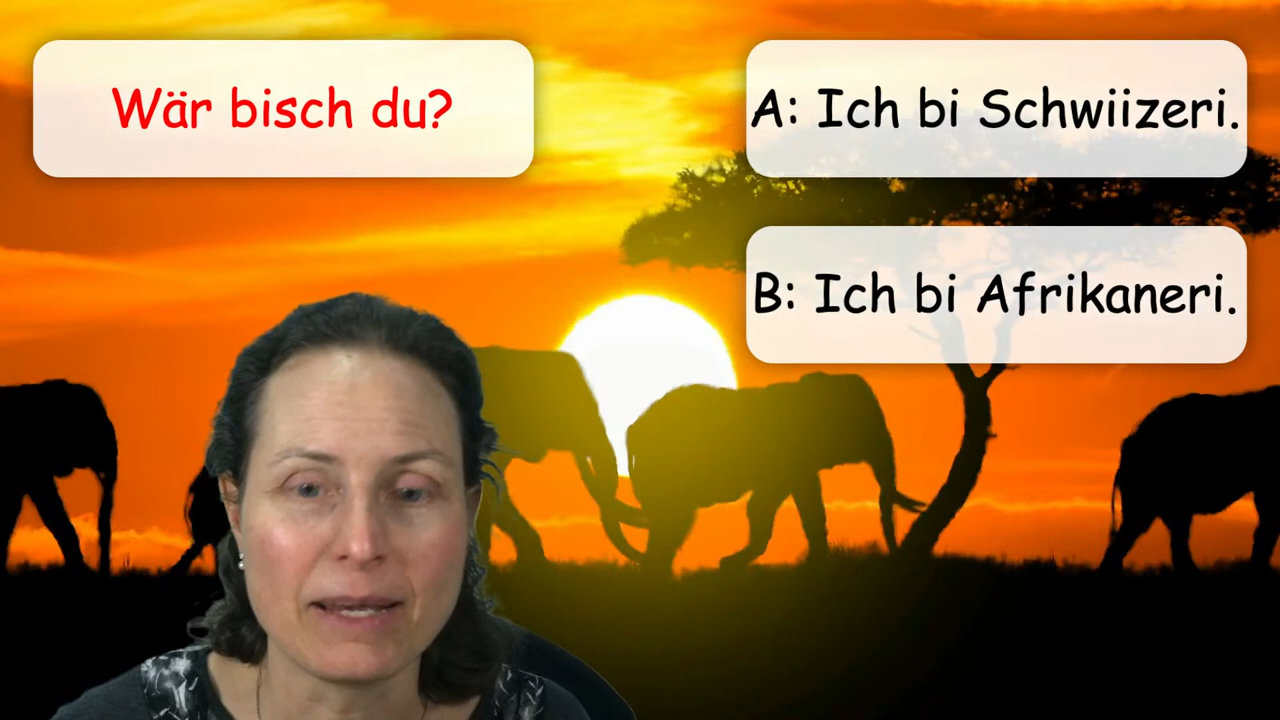 Wär bisch du?
A: Ich bi Schwiizeri.
B: Ich bi Afrikaneri.